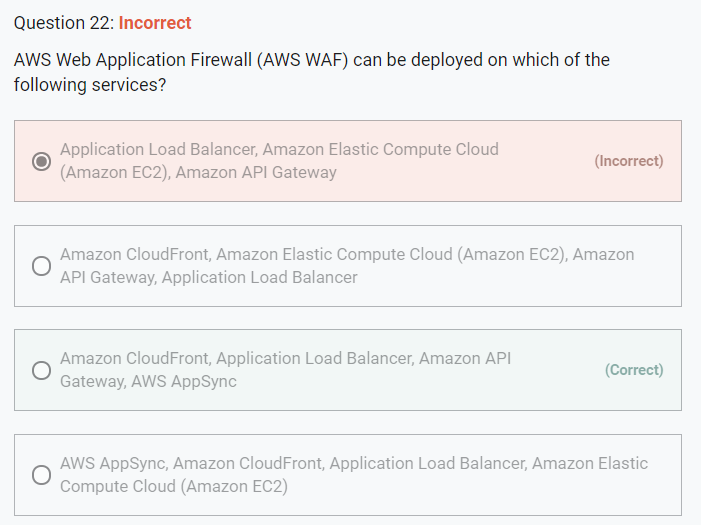 Question 22: Incorrect
AWS Web Application Firewall (AWS WAF) can be deployed on which of the
following services?
Application Load Balancer, Amazon Elastic Compute Cloud
(Amazon EC2), Amazon API Gateway
(Incorrect)
Amazon CloudFront, Amazon Elastic Compute Cloud (Amazon EC2), Amazon
API Gateway, Application Load Balancer
Amazon CloudFront, Application Load Balancer, Amazon API
Gateway, AWS AppSync
(Correct)
AWS AppSync, Amazon CloudFront, Application Load Balancer, Amazon Elastic
Compute Cloud (Amazon EC2)